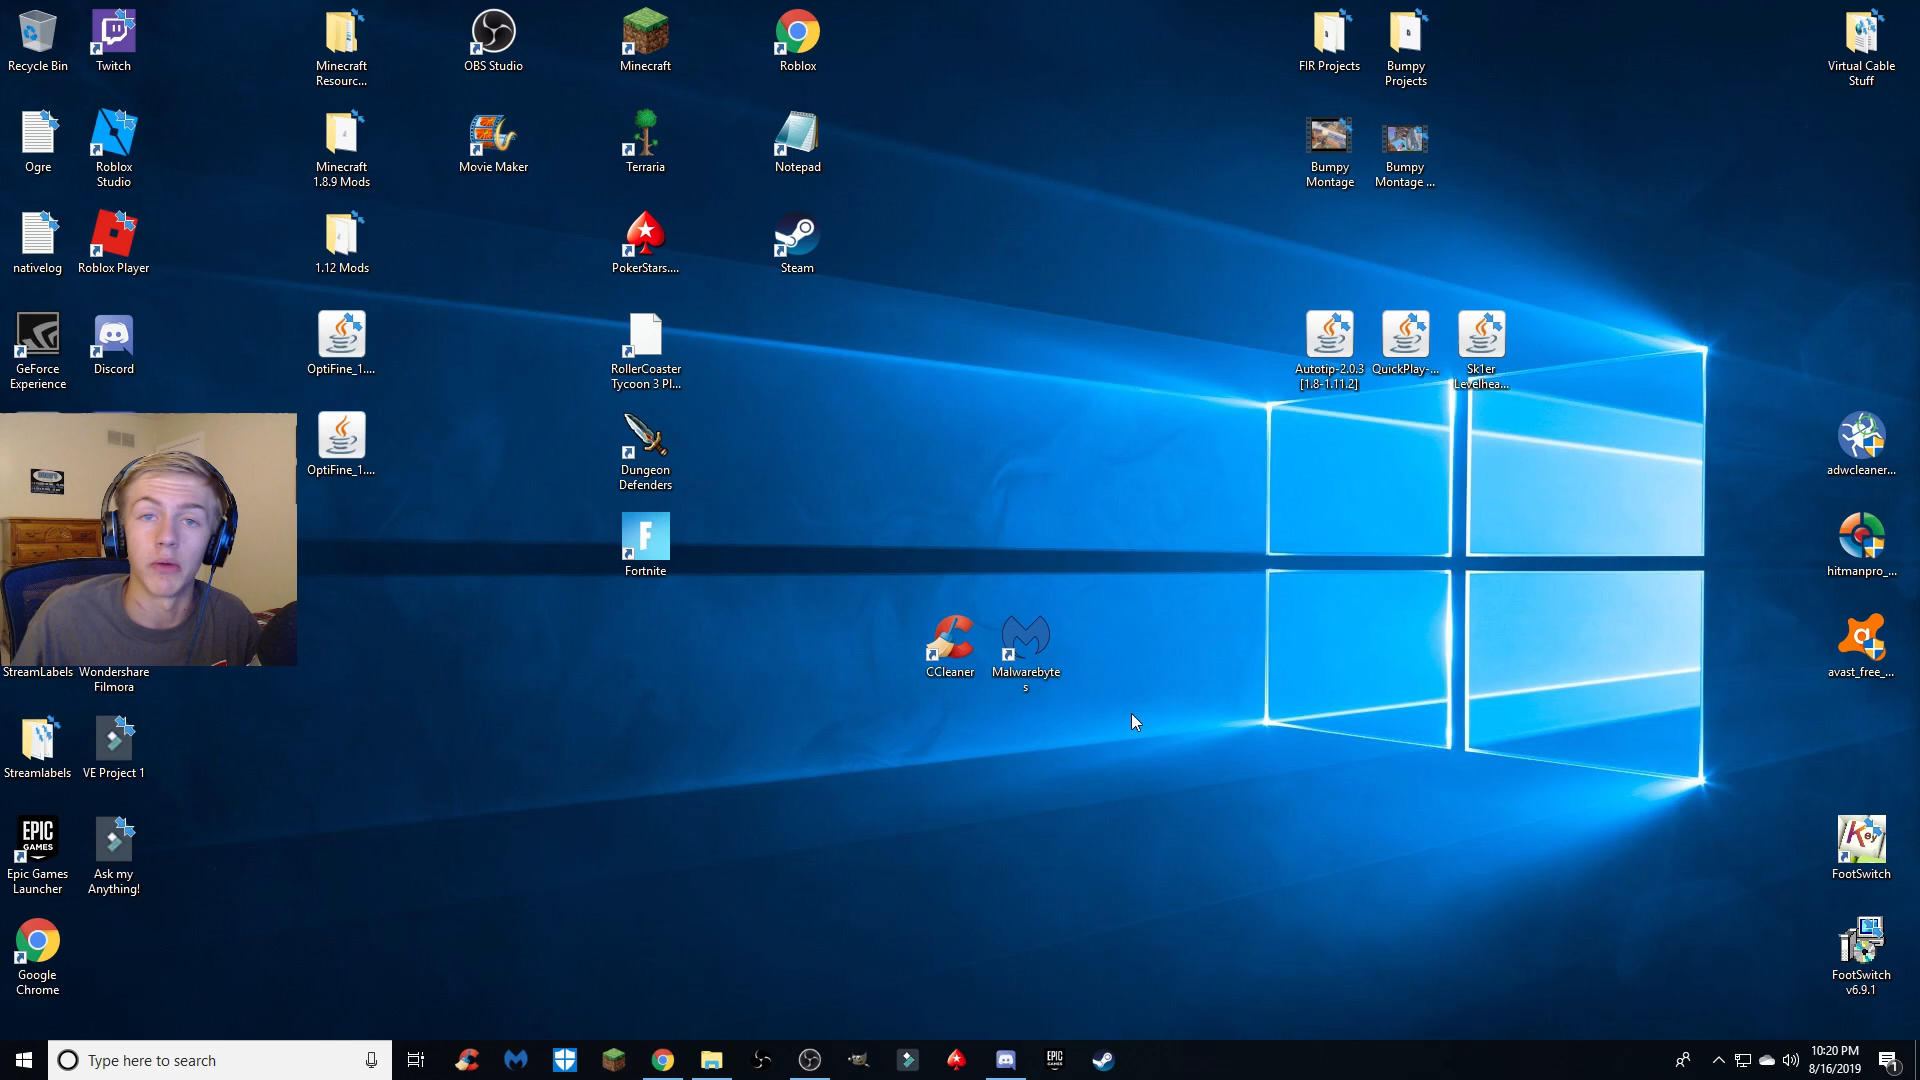 Recycle Bin
Twitch
Minecraft
Resourc...
OBS Studio
Minecraft
Roblox
FIR Projects
Bumpy
Projects
Virtual Cable
Stuff
Ogre
Roblox
Studio
Minecraft
1.8.9 Mods
Movie Maker
Terraria
Notepad
Bumpy
Montage
Bumpy
Montage ...
nativelog
Roblox Player
1.12 Mods
PokerStars....
Steam
GeForce
Experience
Discord
OptiFine_1....
RollerCoaster
Tycoon 3 Pl...
Autotip-2.0.3
[1.8-1.11.2]
QuickPlay-...
Sk1er
Levelhea...
OptiFine_1....
Dungeon
Defenders
adwcleaner...
F
Fortnite
hitmanpro_...
StreamLabels
Wondershare
Filmora
CCleaner
Malwarebyte
s
avast_free_...
Streamlabels
VE Project 1
EPIC
GAMES
Epic Games
Launcher
Ask my
Anything!
Key
FootSwitch
Google
Chrome
FootSwitch
v6.9.1
Type here to search
EPIC
GAMES
10:20 PM
8/16/2019
1